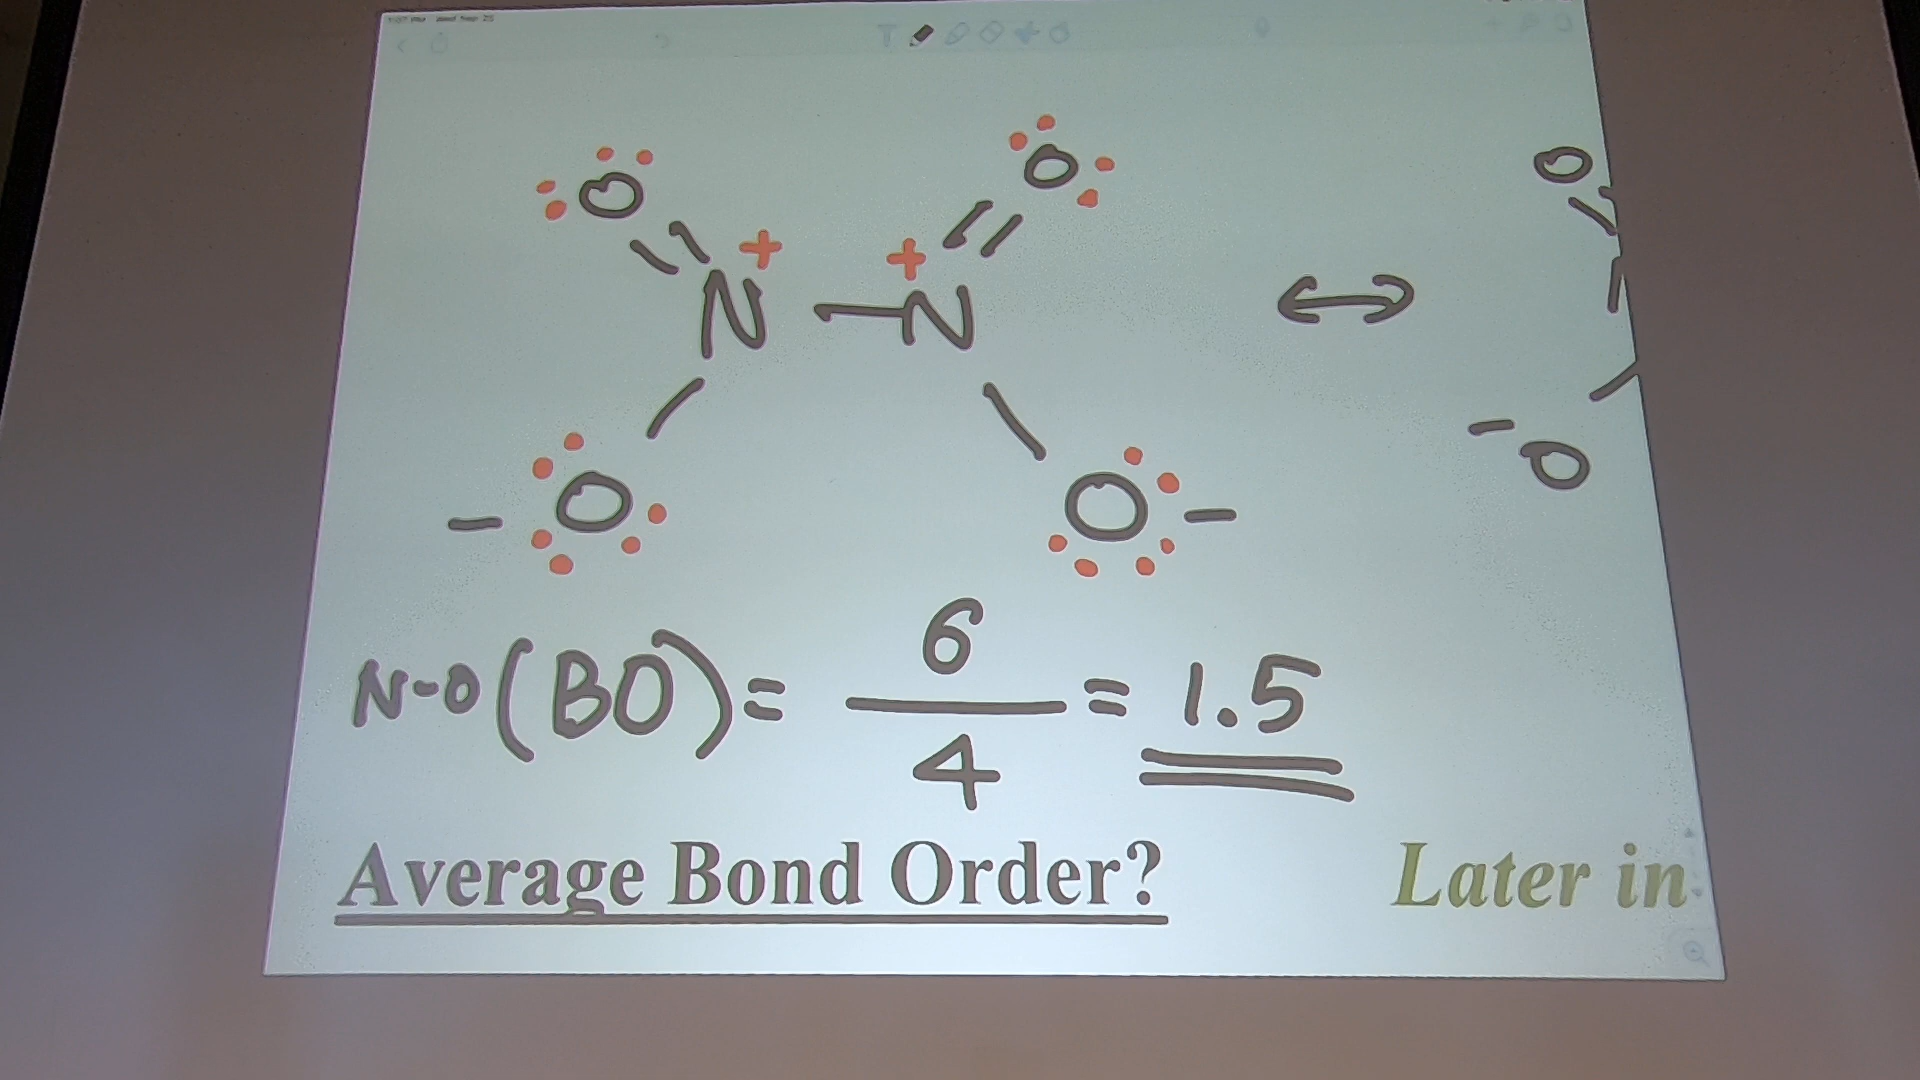 O O O
+ +
N – N ↔
- O O - - O
N-O (BO) = 6/4 = 1.5
Average Bond Order? Later in